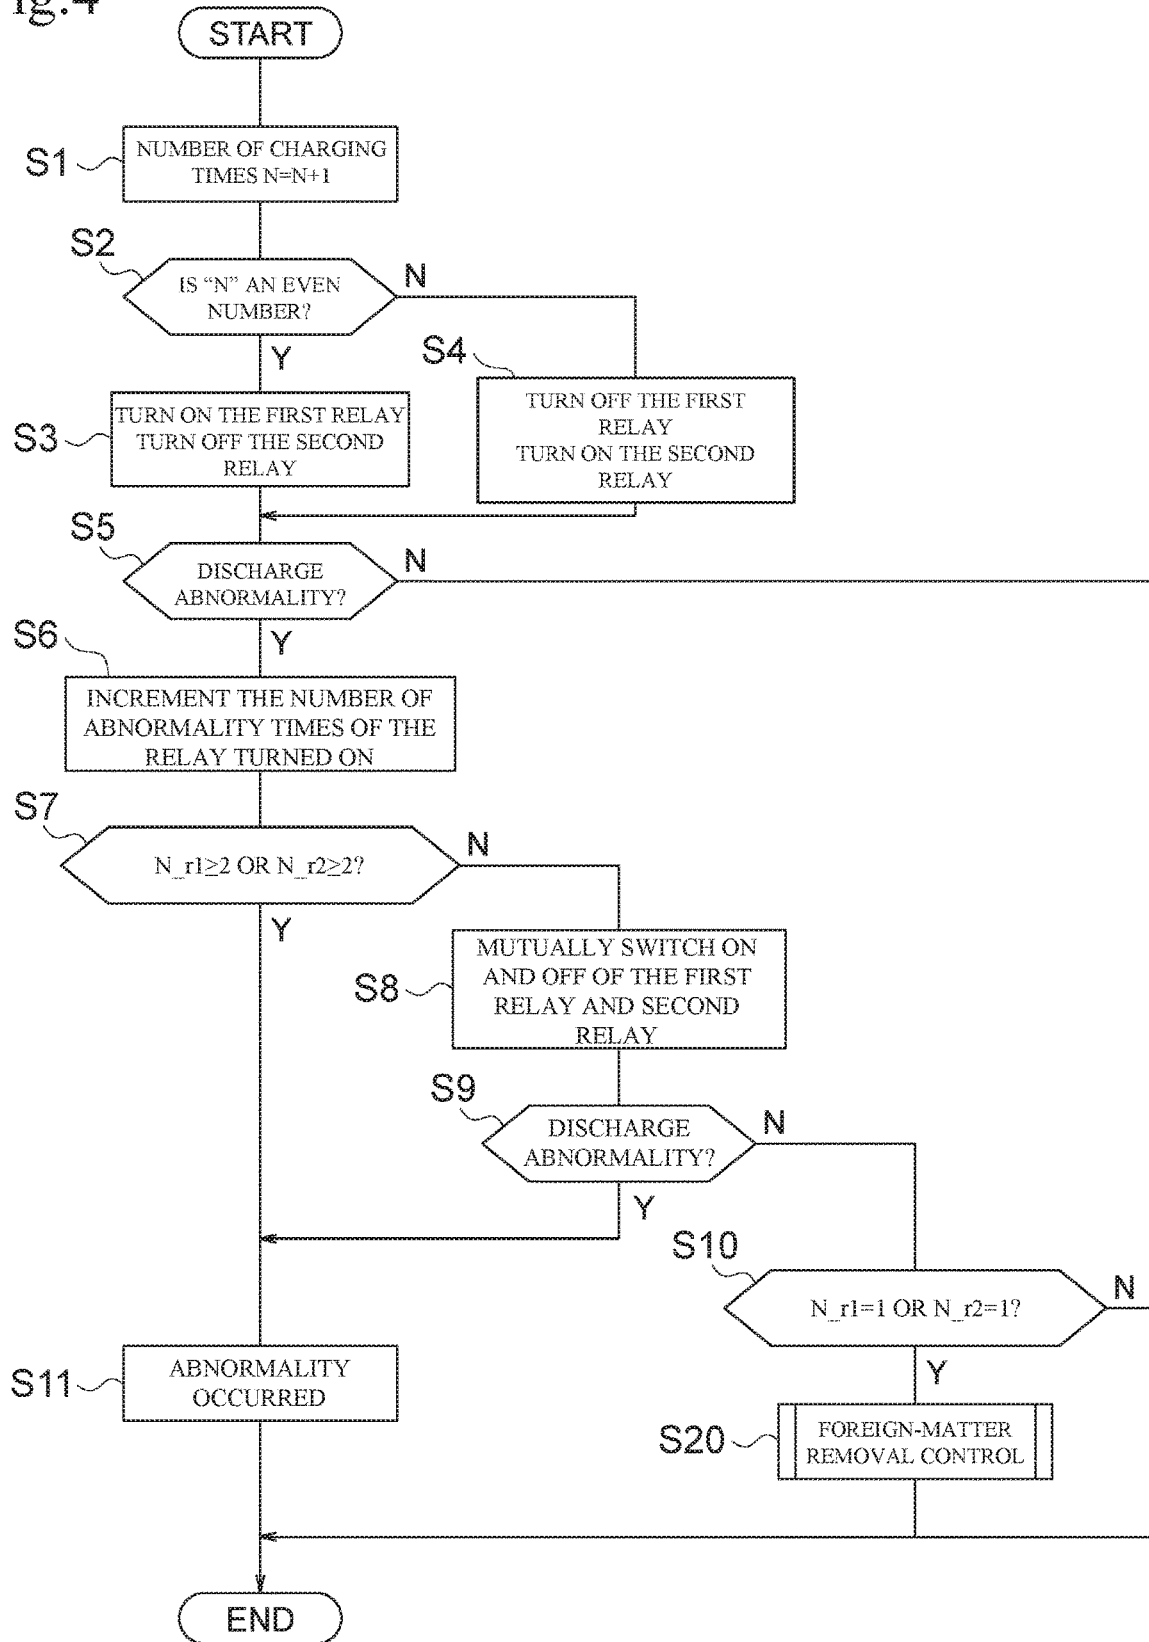 ig.4
START
S1
NUMBER OF CHARGING
TIMES N=N+1
S2
IS “N” AN EVEN
NUMBER?
N
Y
S3
TURN ON THE FIRST RELAY
TURN OFF THE SECOND
RELAY
S4
TURN OFF THE FIRST
RELAY
TURN ON THE SECOND
RELAY
S5
DISCHARGE
ABNORMALITY?
N
Y
S6
INCREMENT THE NUMBER OF
ABNORMALITY TIMES OF THE
RELAY TURNED ON
S7
N_r1≥2 OR N_r2≥2?
N
Y
S8
MUTUALLY SWITCH ON
AND OFF OF THE FIRST
RELAY AND SECOND
RELAY
S9
DISCHARGE
ABNORMALITY?
N
Y
S10
N_r1=1 OR N_r2=1?
N
Y
S11
ABNORMALITY
OCCURRED
S20
FOREIGN-MATTER
REMOVAL CONTROL
END